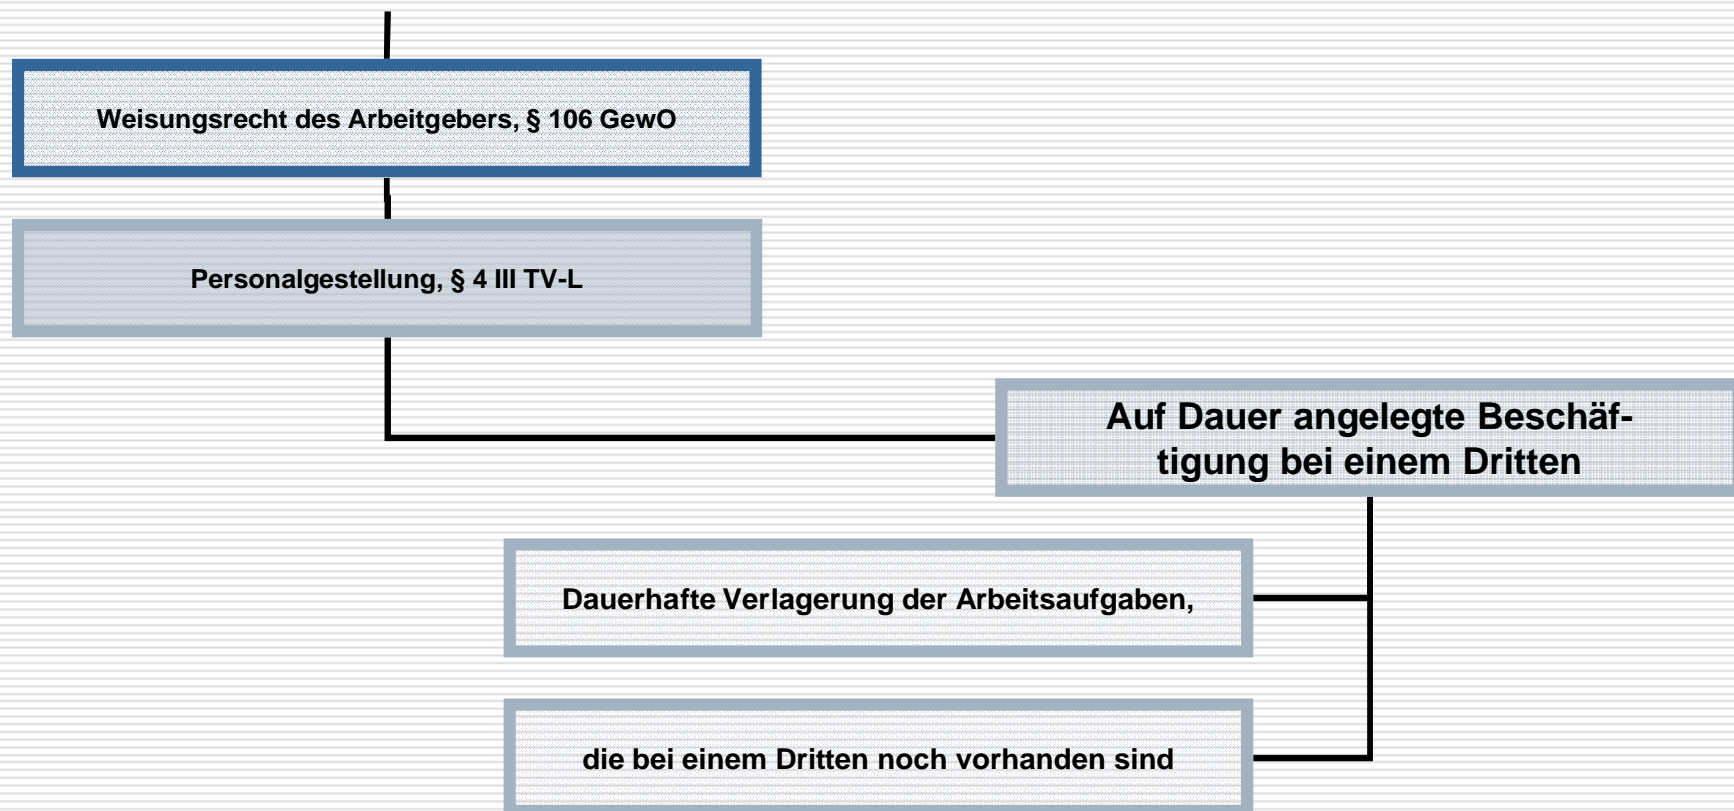 Weisungsrecht des Arbeitgebers, § 106 GewO
Personalgestellung, § 4 III TV-L
Auf Dauer angelegte Beschäf-
tigung bei einem Dritten
Dauerhafte Verlagerung der Arbeitsaufgaben,
die bei einem Dritten noch vorhanden sind